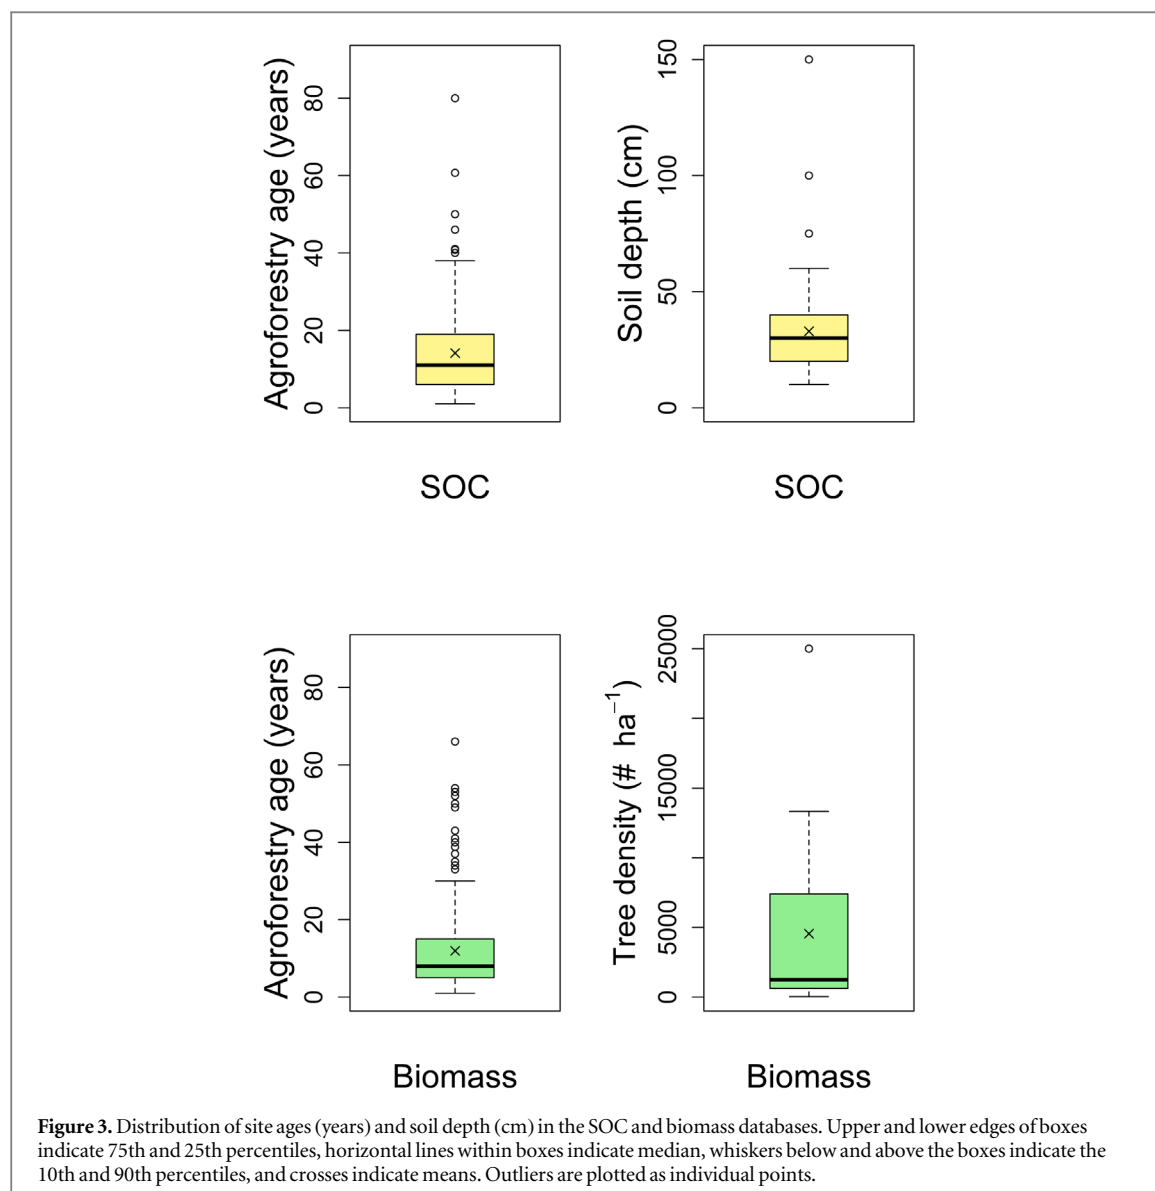 Agroforestry age (years)
0
20
40
60
80
SOC
Soil depth (cm)
0
50
100
150
SOC
Agroforestry age (years)
0
20
40
60
80
Biomass
Tree density (# ha⁻¹)
0
5000
15000
25000
Biomass
Figure 3. Distribution of site ages (years) and soil depth (cm) in the SOC and biomass databases. Upper and lower edges of boxes
indicate 75th and 25th percentiles, horizontal lines within boxes indicate median, whiskers below and above the boxes indicate the
10th and 90th percentiles, and crosses indicate means. Outliers are plotted as individual points.